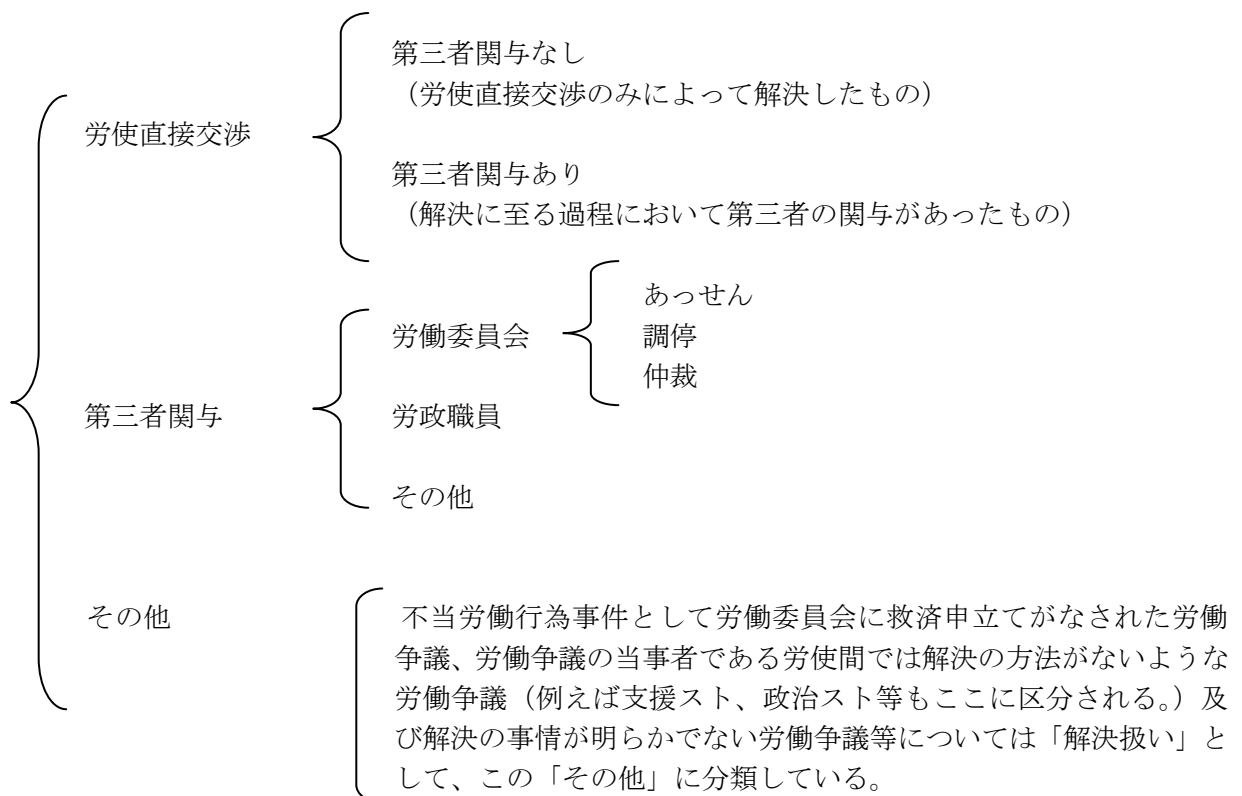 第三者関与なし
（労使直接交渉のみによって解決したもの）
労使直接交渉
第三者関与あり
（解決に至る過程において第三者の関与があったもの）
あっせん
労働委員会
調停
仲裁
第三者関与
労政職員
その他
その他
不当労働行為事件として労働委員会に救済申立てがなされた労働
争議、労働争議の当事者である労使間では解決の方法がないような
労働争議（例えば支援スト、政治スト等もここに区分される。）及
び解決の事情が明らかでない労働争議等については「解決扱い」と
して、この「その他」に分類している。